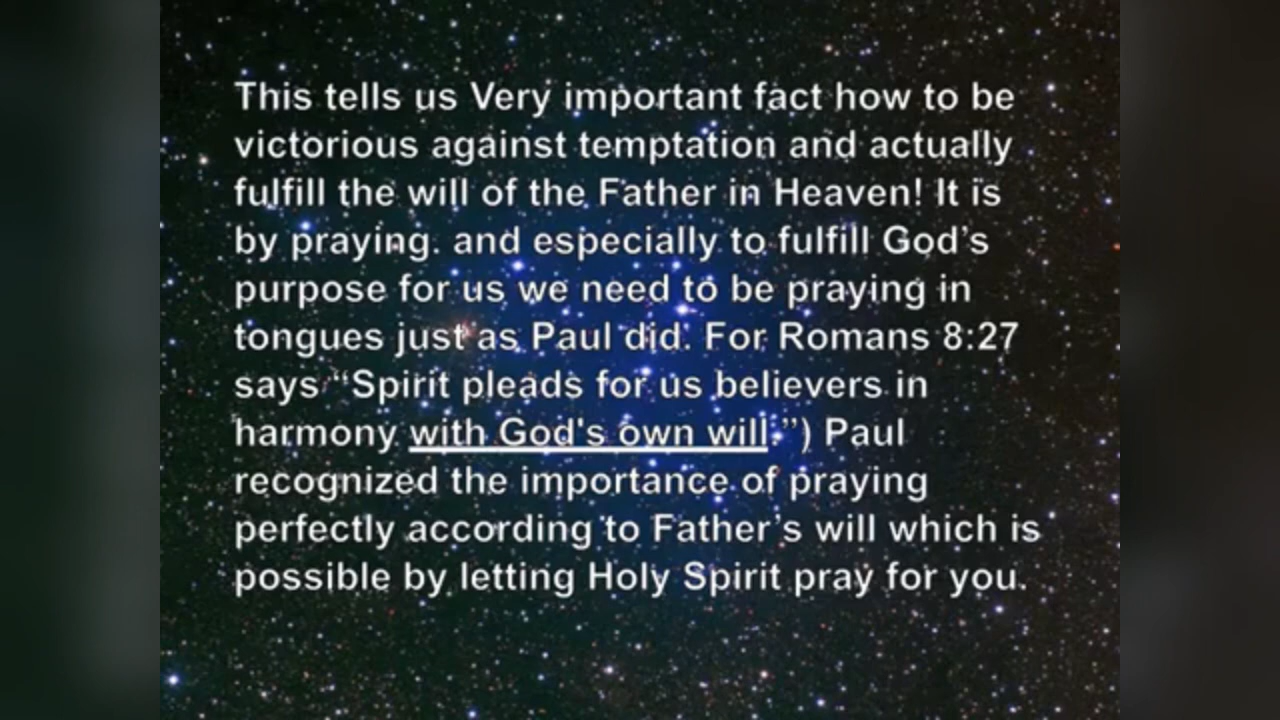 This tells us Very important fact how to be
victorious against temptation and actually
fulfill the will of the Father in Heaven! It is
by praying. and especially to fulfill God’s
purpose for us we need to be praying in
tongues just as Paul did. For Romans 8:27
says “Spirit pleads for us believers in
harmony with God's own will.”) Paul
recognized the importance of praying
perfectly according to Father’s will which is
possible by letting Holy Spirit pray for you.